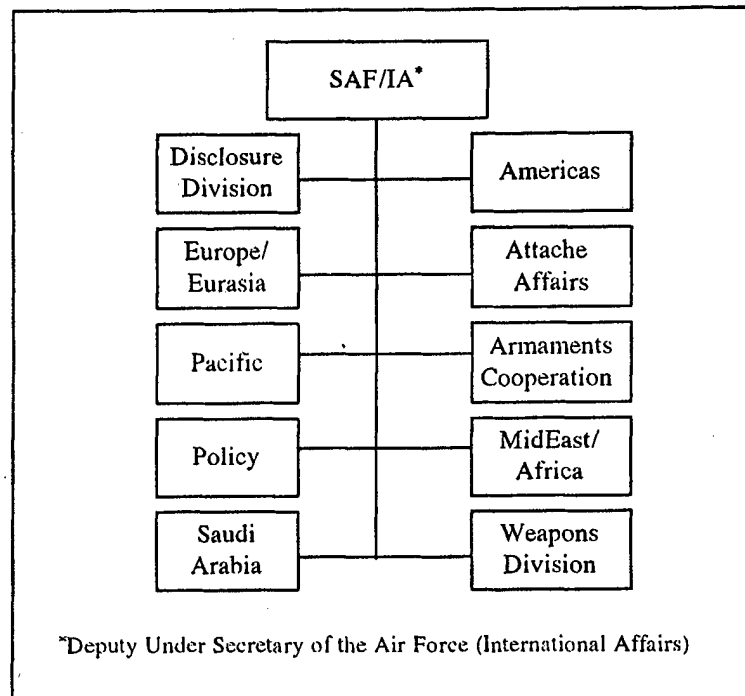 SAF/IA*
Disclosure
Division
Americas
Europe/
Eurasia
Attache
Affairs
Pacific
Armaments
Cooperation
Policy
MidEast/
Africa
Saudi
Arabia
Weapons
Division
*Deputy Under Secretary of the Air Force (International Affairs)